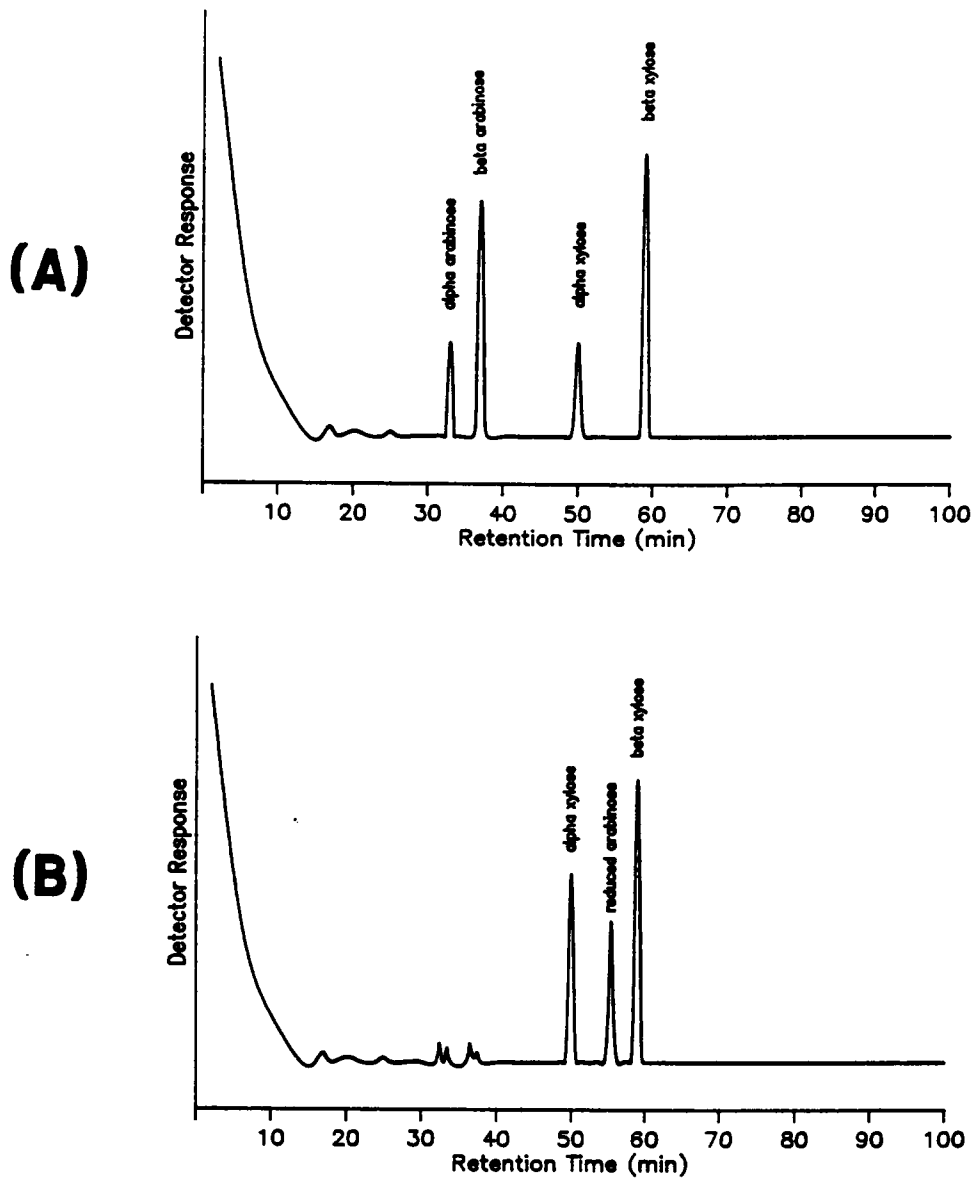 (A)
Detector Response
alpha arabinose
beta arabinose
alpha xylose
beta xylose
10 20 30 40 50 60 70 80 90 100
Retention Time (min)
(B)
Detector Response
alpha xylose
reduced arabinose
beta xylose
10 20 30 40 50 60 70 80 90 100
Retention Time (min)